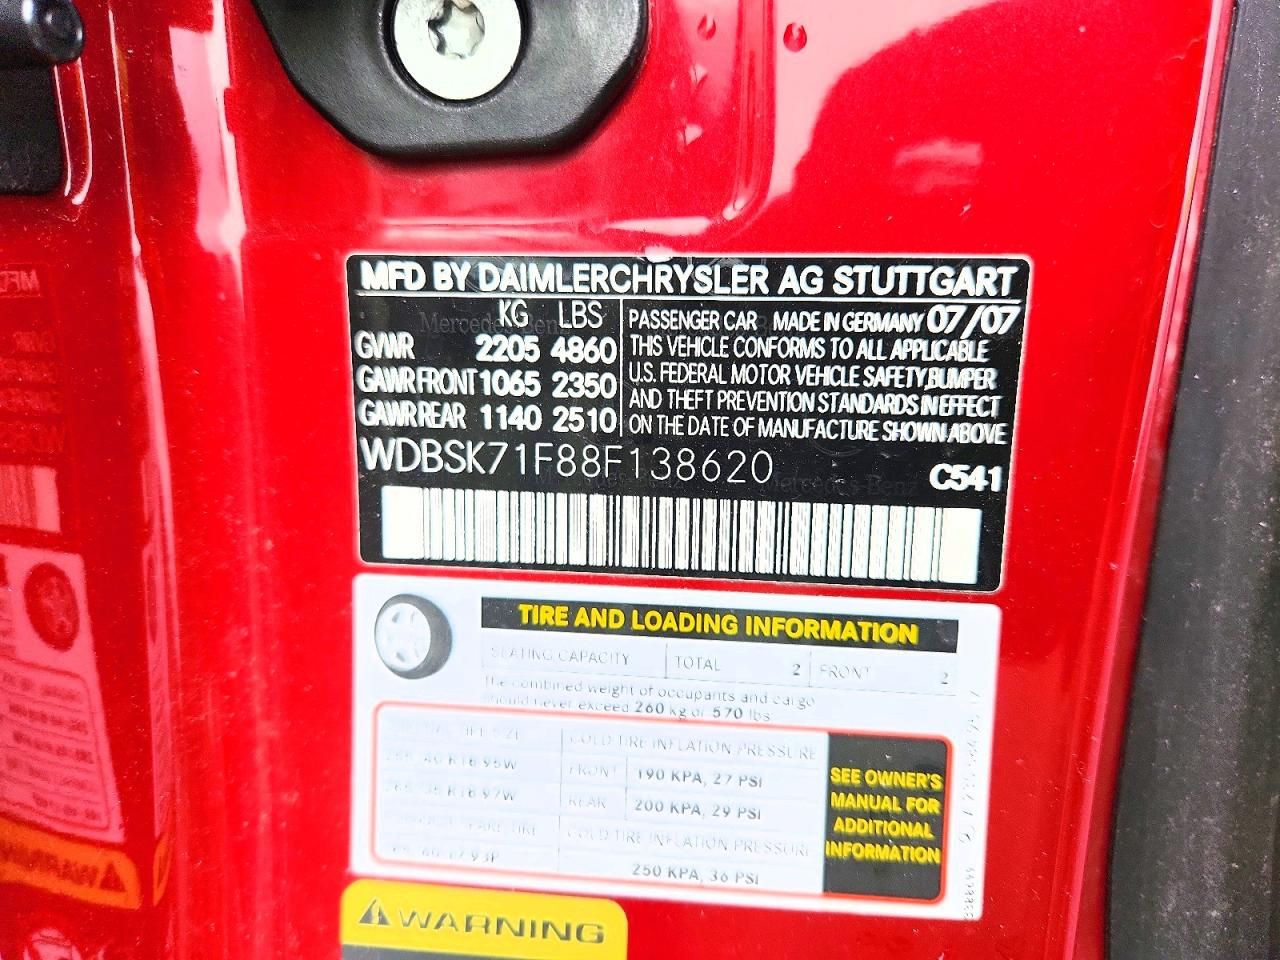 MFD BY DAIMLERCHRYSLER AG STUTTGART
KG LBS
GVWR 2205 4860
GAWR FRONT 1065 2350
GAWR REAR 1140 2510
PASSENGER CAR MADE IN GERMANY 07/07
THIS VEHICLE CONFORMS TO ALL APPLICABLE
U.S. FEDERAL MOTOR VEHICLE SAFETY, BUMPER
AND THEFT PREVENTION STANDARDS IN EFFECT
ON THE DATE OF MANUFACTURE SHOWN ABOVE
WDBSK71F88F138620
C541
TIRE AND LOADING INFORMATION
SEATING CAPACITY TOTAL 2 FRONT 2
The combined weight of occupants and cargo
should never exceed 260 kg or 570 lbs
TIRE SIZE COLD TIRE INFLATION PRESSURE
FRONT 190 KPA, 27 PSI
REAR 200 KPA, 29 PSI
COLD TIRE INFLATION PRESSURE
250 KPA, 36 PSI
SEE OWNER'S
MANUAL FOR
ADDITIONAL
INFORMATION
WARNING